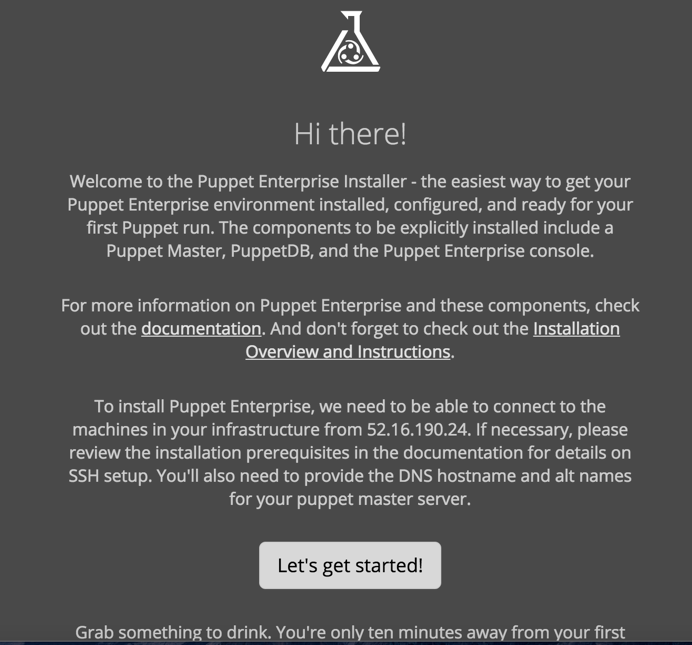 Hi there!
Welcome to the Puppet Enterprise Installer - the easiest way to get your
Puppet Enterprise environment installed, configured, and ready for your
first Puppet run. The components to be explicitly installed include a
Puppet Master, PuppetDB, and the Puppet Enterprise console.
For more information on Puppet Enterprise and these components, check
out the documentation. And don't forget to check out the Installation
Overview and Instructions.
To install Puppet Enterprise, we need to be able to connect to the
machines in your infrastructure from 52.16.190.24. If necessary, please
review the installation prerequisites in the documentation for details on
SSH setup. You'll also need to provide the DNS hostname and alt names
for your puppet master server.
Let's get started!
Grab something to drink. You're only ten minutes away from your first